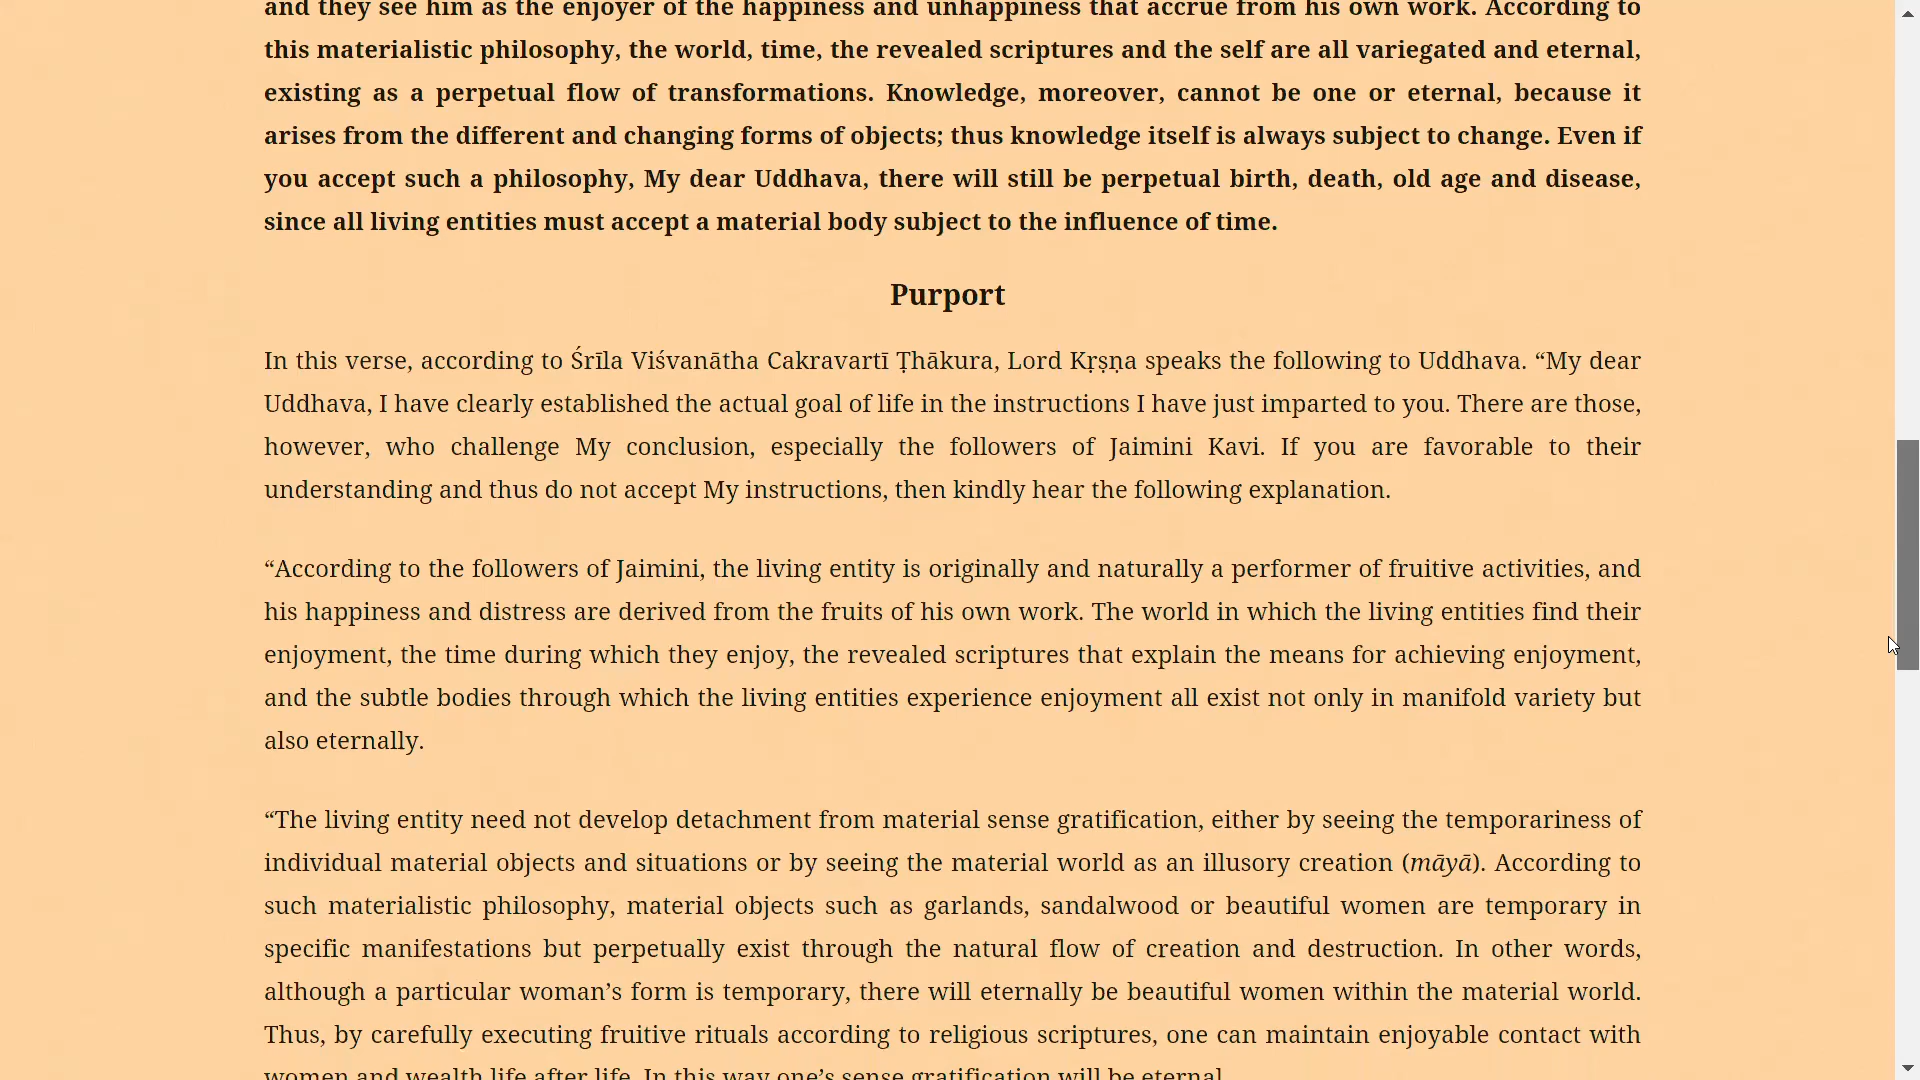 and they see him as the enjoyer of the happiness and unhappiness that accrue from his own work. According to
this materialistic philosophy, the world, time, the revealed scriptures and the self are all variegated and eternal,
existing as a perpetual flow of transformations. Knowledge, moreover, cannot be one or eternal, because it
arises from the different and changing forms of objects; thus knowledge itself is always subject to change. Even if
you accept such a philosophy, My dear Uddhava, there will still be perpetual birth, death, old age and disease,
since all living entities must accept a material body subject to the influence of time.
Purport
In this verse, according to Śrīla Viśvanātha Cakravartī Ṭhākura, Lord Kṛṣṇa speaks the following to Uddhava. “My dear
Uddhava, I have clearly established the actual goal of life in the instructions I have just imparted to you. There are those,
however, who challenge My conclusion, especially the followers of Jaimini Kavi. If you are favorable to their
understanding and thus do not accept My instructions, then kindly hear the following explanation.
“According to the followers of Jaimini, the living entity is originally and naturally a performer of fruitive activities, and
his happiness and distress are derived from the fruits of his own work. The world in which the living entities find their
enjoyment, the time during which they enjoy, the revealed scriptures that explain the means for achieving enjoyment,
and the subtle bodies through which the living entities experience enjoyment all exist not only in manifold variety but
also eternally.
“The living entity need not develop detachment from material sense gratification, either by seeing the temporariness of
individual material objects and situations or by seeing the material world as an illusory creation (māyā). According to
such materialistic philosophy, material objects such as garlands, sandalwood or beautiful women are temporary in
specific manifestations but perpetually exist through the natural flow of creation and destruction. In other words,
although a particular woman’s form is temporary, there will eternally be beautiful women within the material world.
Thus, by carefully executing fruitive rituals according to religious scriptures, one can maintain enjoyable contact with
women and wealth life after life. In this way one’s sense gratification will be eternal.